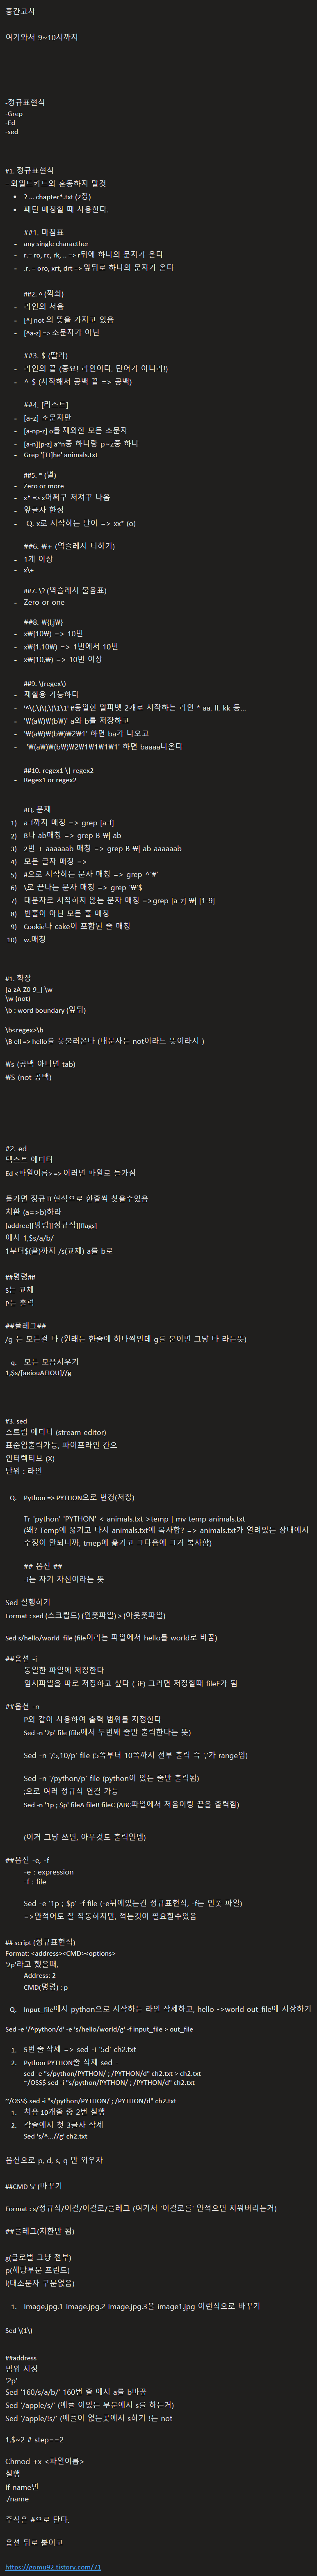 중간고사
여기와서 9~10시까지
-정규표현식
-Grep
-Ed
-sed
#1. 정규표현식
= 와일드카드와 혼동하지 말것
• ? ... chapter*.txt (2장)
• 패턴 매칭할 때 사용한다.
##1. 마침표
- any single characther
- r.= ro, rc, rk, .. => r뒤에 하나의 문자가 온다
- .r. = oro, xrt, drt => 앞뒤로 하나의 문자가 온다
##2. ^ (꺽쇠)
- 라인의 처음
- [^] not 의 뜻을 가지고 있음
- [^a-z] => 소문자가 아닌
##3. $ (딸라)
- 라인의 끝 (중요! 라인이다, 단어가 아니라!)
- ^ $ (시작해서 공백 끝 => 공백)
##4. [리스트]
- [a-z] 소문자만
- [a-np-z] o를 제외한 모든 소문자
- [a-n][p-z] a~n중 하나랑 p~z중 하나
- Grep '[Tt]he' animals.txt
##5. * (별)
- Zero or more
- x* => x어쩌구 저쩌꾸 나옴
- 앞글자 한정
- Q. x로 시작하는 단어 => xx* (o)
##6. ₩+ (역슬레시 더하기)
- 1개 이상
- x\+
##7. \? (역슬레시 물음표)
- Zero or one
##8. ₩{i,j₩}
- x₩{10₩} => 10번
- x₩{1,10₩} => 1번에서 10번
- x₩{10,₩} => 10번 이상
##9. \(regex\)
- 재활용 가능하다
- '^\(.\)\(.\)\1\1' #동일한 알파벳 2개로 시작하는 라인 * aa, ll, kk 등...
- '₩(a₩)₩(b₩)' a와 b를 저장하고
- '₩(a₩)₩(b₩)₩2₩1' 하면 ba가 나오고
- '₩(a₩)₩(b₩)₩2₩1₩1₩1₩1' 하면 baaaa나온다
##10. regex1 \| regex2
- Regex1 or regex2
#Q. 문제
1) a-f까지 매칭 => grep [a-f]
2) B나 ab매칭 => grep B ₩| ab
3) 2번 + aaaaaab 매칭 => grep B ₩| ab aaaaaab
4) 모든 글자 매칭 =>
5) #으로 시작하는 문자 매칭 => grep ^'#'
6) \로 끝나는 문자 매칭 => grep '₩'$
7) 대문자로 시작하지 않는 문자 매칭 =>grep [a-z] ₩| [1-9]
8) 빈줄이 아닌 모든 줄 매칭
9) Cookie나 cake이 포함된 줄 매칭
10) w.매칭
#1. 확장
[a-zA-Z0-9_] \w
\w (not)
\b : word boundary (앞뒤)
\b<regex>\b
\B ell => hello를 못불러온다 (대문자는 not이라느 뜻이라서 )
₩s (공백 아니면 tab)
₩S (not 공백)
#2. ed
텍스트 에디터
Ed <파일이름> => 이러면 파일로 들가짐
들가면 정규표현식으로 한줄씩 찾을수있음
치환 (a=>b)하라
[addree][명령][정규식][flags]
예시 1,$s/a/b/
1부터$(끝)까지 /s(교체) a를 b로
##명령##
S는 교체
P는 출력
##플레그##
/g 는 모든걸 다 (원래는 한줄에 하나씩인데 g를 붙이면 그냥 다 라는뜻)
q. 모든 모음지우기
1,$s/[aeiouAEIOU]//g
#3. sed
스트림 에디티 (stream editor)
표준입출력가능, 파이프라인 간으
인터렉티브 (X)
단위 : 라인
Q. Python => PYTHON으로 변경(저장)
Tr 'python' 'PYTHON' < animals.txt >temp | mv temp animals.txt
(왜? Temp에 옮기고 다시 animals.txt에 복사함? => animals.txt가 열려있는 상태에서
수정이 안되니까, tmep에 옮기고 그다음에 그거 복사함)
## 옵션 ##
-i는 자기 자신이라는 뜻
Sed 실행하기
Format : sed (스크립트) (인풋파일) > (아웃풋파일)
Sed s/hello/world file (file이라는 파일에서 hello를 world로 바꿈)
##옵션 -i
동일한 파일에 저장한다
임시파일을 따로 저장하고 싶다 (-iE) 그러면 저장할때 fileE가 됨
##옵션 -n
P와 같이 사용하여 출력 범위를 지정한다
Sed -n '2p' file (file에서 두번째 줄만 출력한다는 뜻)
Sed -n '/5,10/p' file (5쪽부터 10쪽까지 전부 출력 즉 ','가 range임)
Sed -n '/python/p' file (python이 있는 줄만 출력됨)
;으로 여러 정규식 연결 가능
Sed -n '1p ; $p' fileA fileB fileC (ABC파일에서 처음이랑 끝을 출력함)
(이거 그냥 쓰면, 아무것도 출력안뎀)
##옵션 -e, -f
-e : expression
-f : file
Sed -e '1p ; $p' -f file (-e뒤에있는건 정규표현식, -f는 인풋 파일)
=>안적어도 잘 작동하지만, 적는것이 필요할수있음
## script (정규표현식)
Format: <address><CMD><options>
'2p'라고 했을때,
Address: 2
CMD(명령) : p
Q. Input_file에서 python으로 시작하는 라인 삭제하고, hello ->world out_file에 저장하기
Sed -e '/^python/d' -e 's/hello/world/g' -f input_file > out_file
1. 5번 줄 삭제 => sed -i '5d' ch2.txt
2. Python PYTHON줄 삭제 sed -
sed -e "s/python/PYTHON/ ; /PYTHON/d" ch2.txt > ch2.txt
~/OSS$ sed -i "s/python/PYTHON/ ; /PYTHON/d" ch2.txt
~/OSS$ sed -i "s/python/PYTHON/ ; /PYTHON/d" ch2.txt
1. 처음 10개줄 중 2번 실행
2. 각줄에서 첫 3글자 삭제
Sed 's/^...//g' ch2.txt
옵션으로 p, d, s, q 만 외우자
##CMD 's' (바꾸기
Format : s/정규식/이걸/이걸로/플레그 (여기서 '이걸로를' 안적으면 지워버리는거)
##플레그(치환만 됨)
g(글로벌 그냥 전부)
p(해당부분 프린드)
I(대소문자 구분없음)
1. Image.jpg.1 Image.jpg.2 Image.jpg.3을 image1.jpg 이런식으로 바꾸기
Sed \(1\)
##address
범위 지정
'2p'
Sed '160/s/a/b/' 160번 줄 에서 a를 b바꿈
Sed '/apple/s/' (애플 이있는 부분에서 s를 하는거)
Sed '/apple/!s/' (애플이 없는곳에서 s하기 !는 not
1,$~2 # step==2
Chmod +x <파일이름>
실행
If name면
./name
주석은 #으로 단다.
옵션 뒤로 붙이고
https://gomu92.tistory.com/71